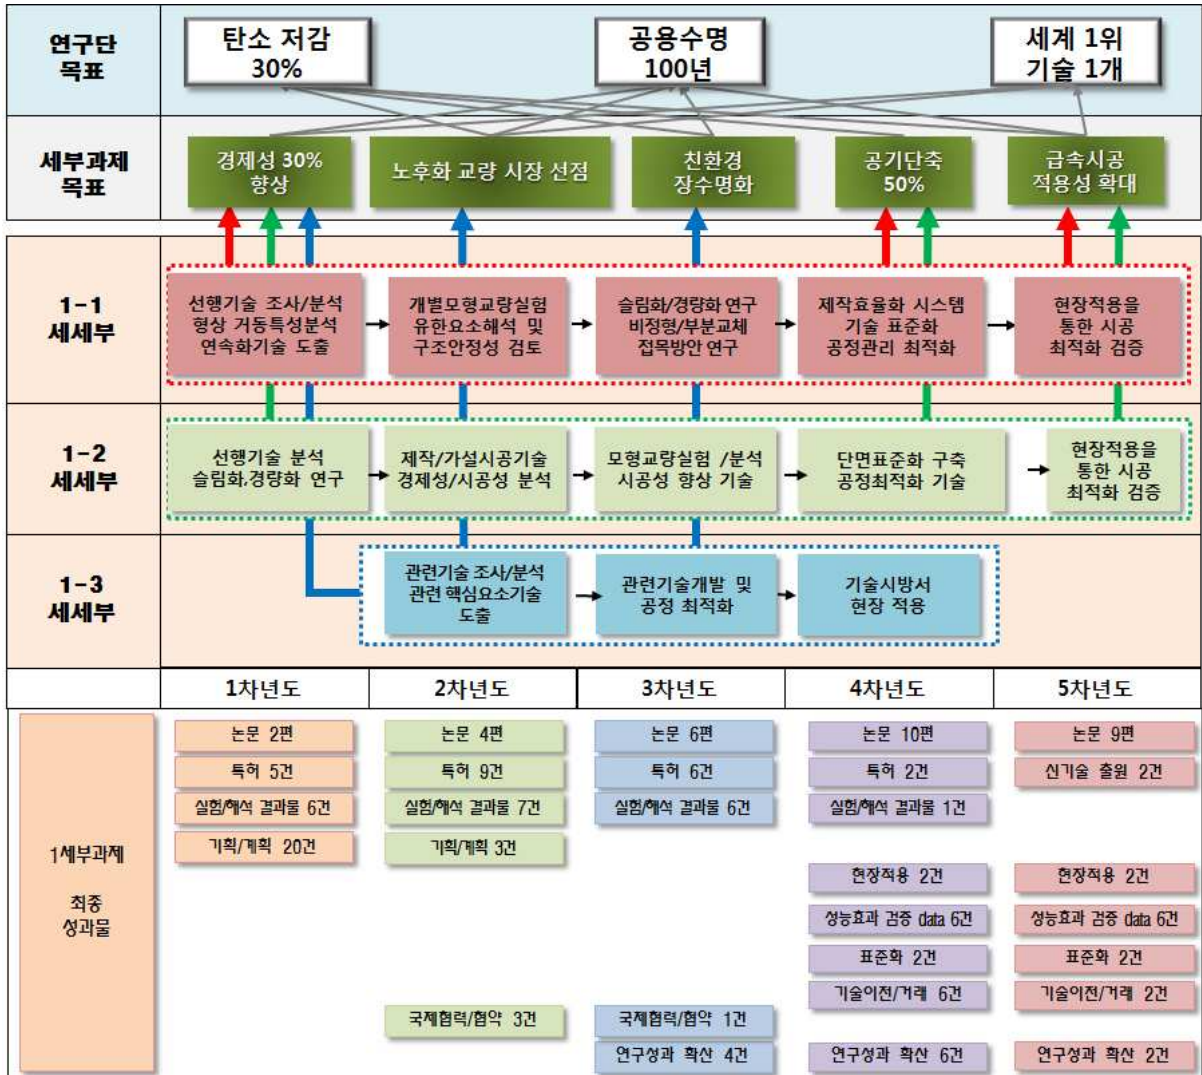 연구단
목표
탄소 저감
30%
공용수명
100년
세계 1위
기술 1개
세부과제
목표
경제성 30%
향상
노후화 교량 시장 선점
친환경
장수명화
공기단축
50%
급속시공
적용성 확대
1-1
세세부
선행기술 조사/분석
형상 거동특성분석
연속화기술 도출
개별모형교량실험
유한요소해석 및
구조안정성 검토
슬림화/경량화 연구
비정형/부분교체
접목방안 연구
제작효율화 시스템
기술 표준화
공정관리 최적화
현장적용을
통한 시공
최적화 검증
1-2
세세부
선행기술 분석
슬림화,경량화 연구
제작/가설시공기술
경제성/시공성 분석
모형교량실험 /분석
시공성 향상 기술
단면표준화 구축
공정최적화 기술
현장적용을
통한 시공
최적화 검증
1-3
세세부
관련기술 조사/분석
관련 핵심요소기술
도출
관련기술개발 및
공정 최적화
기술시방서
현장 적용
1차년도
2차년도
3차년도
4차년도
5차년도
1세부과제
최종
성과물
논문 2편
논문 4편
논문 6편
논문 10편
논문 9편
특허 5건
특허 9건
특허 6건
특허 2건
신기술 출원 2건
실험/해석 결과물 6건
실험/해석 결과물 7건
실험/해석 결과물 6건
실험/해석 결과물 1건
기획/계획 20건
기획/계획 3건
현장적용 2건
현장적용 2건
성능효과 검증 data 6건
성능효과 검증 data 6건
표준화 2건
표준화 2건
기술이전/거래 6건
기술이전/거래 2건
국제협력/협약 3건
국제협력/협약 1건
연구성과 확산 4건
연구성과 확산 6건
연구성과 확산 2건